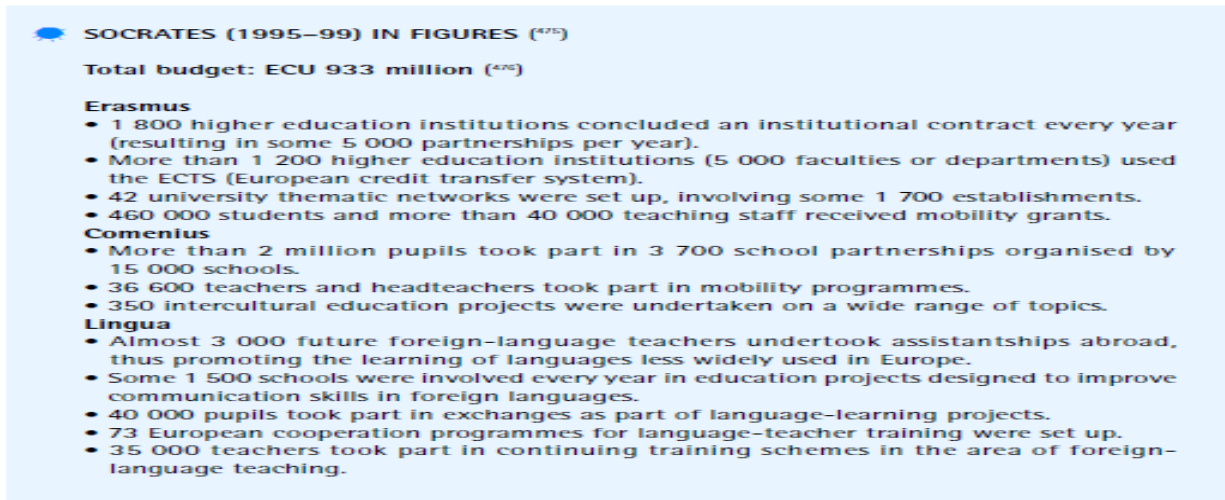 SOCRATES (1995–99) IN FIGURES (475)
Total budget: ECU 933 million (476)
Erasmus
• 1 800 higher education institutions concluded an institutional contract every year
(resulting in some 5 000 partnerships per year).
• More than 1 200 higher education institutions (5 000 faculties or departments) used
the ECTS (European credit transfer system).
• 42 university thematic networks were set up, involving some 1 700 establishments.
• 460 000 students and more than 40 000 teaching staff received mobility grants.
Comenius
• More than 2 million pupils took part in 3 700 school partnerships organised by
15 000 schools.
• 36 600 teachers and headteachers took part in mobility programmes.
• 350 intercultural education projects were undertaken on a wide range of topics.
Lingua
• Almost 3 000 future foreign-language teachers undertook assistantships abroad,
thus promoting the learning of languages less widely used in Europe.
• Some 1 500 schools were involved every year in education projects designed to improve
communication skills in foreign languages.
• 40 000 pupils took part in exchanges as part of language-learning projects.
• 73 European cooperation programmes for language-teacher training were set up.
• 35 000 teachers took part in continuing training schemes in the area of foreign-
language teaching.